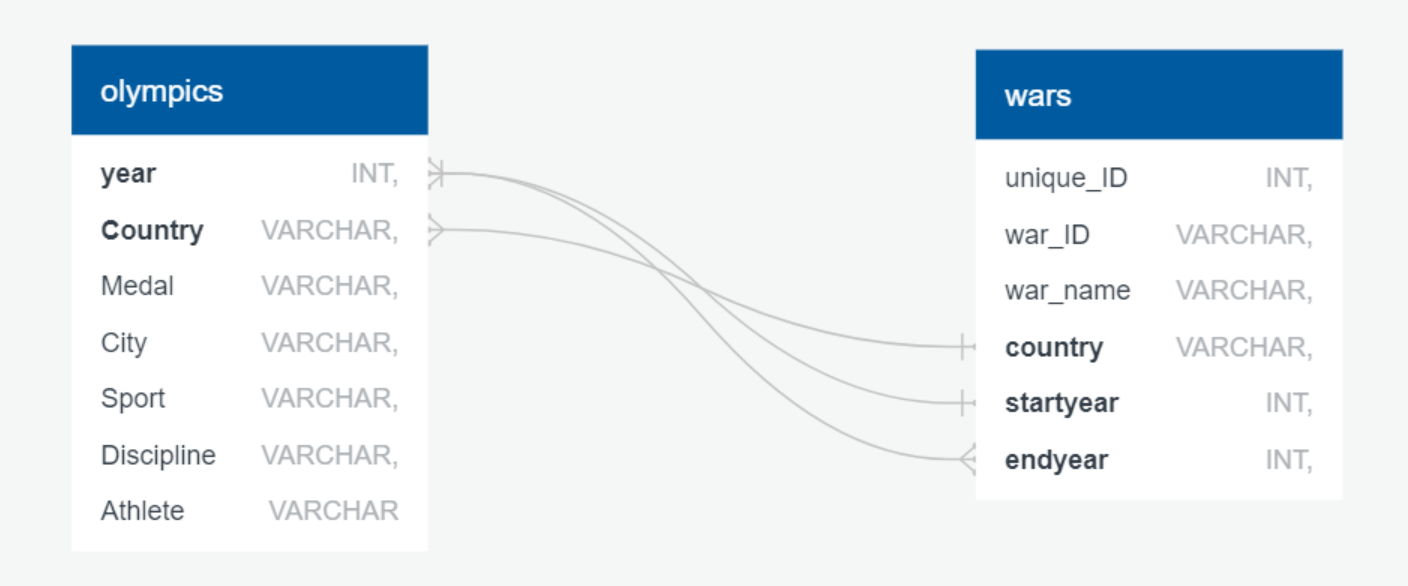 olympics
year INT,
Country VARCHAR,
Medal VARCHAR,
City VARCHAR,
Sport VARCHAR,
Discipline VARCHAR,
Athlete VARCHAR
wars
unique_ID INT,
war_ID VARCHAR,
war_name VARCHAR,
country VARCHAR,
startyear INT,
endyear INT,